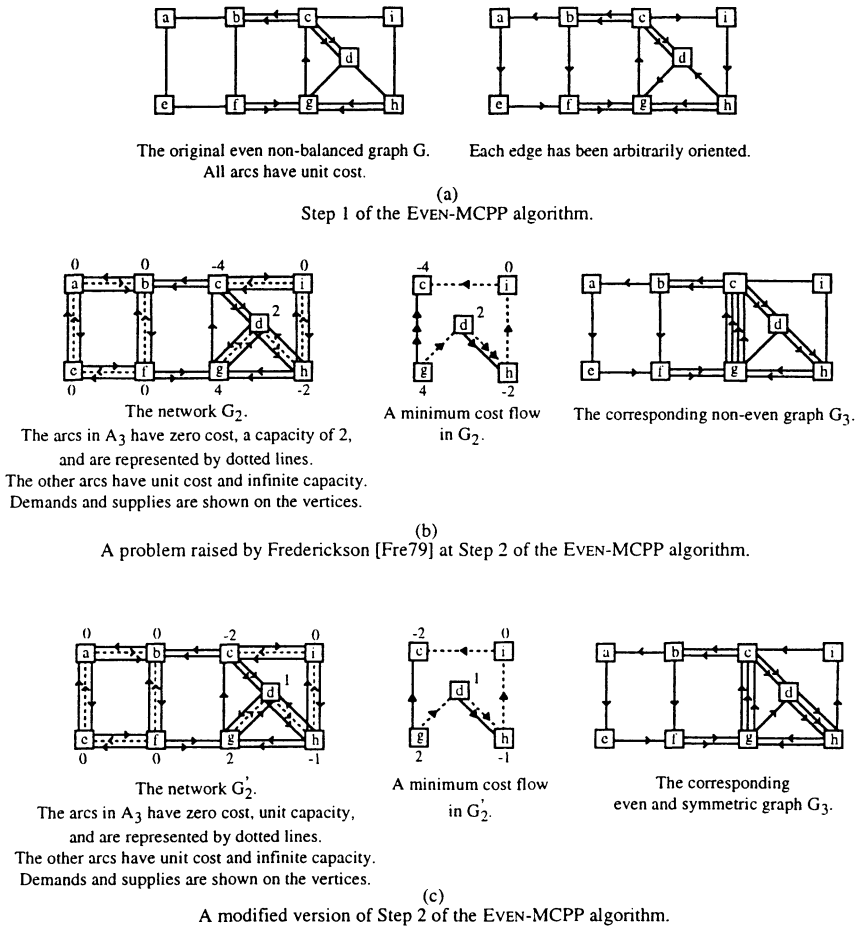 a b c i a b c i
d d
e f g h e f g h
The original even non-balanced graph G. Each edge has been arbitrarily oriented.
All arcs have unit cost.
(a)
Step 1 of the EVEN-MCPP algorithm.
0 0 -4 0 -4 0
a b c i c i a b c i
d 2 d 2 d
e f g h g h e f g h
0 0 4 -2 4 -2
The network G2. A minimum cost flow The corresponding non-even graph G3.
The arcs in A3 have zero cost, a capacity of 2, in G2.
and are represented by dotted lines.
The other arcs have unit cost and infinite capacity.
Demands and supplies are shown on the vertices.
(b)
A problem raised by Frederickson [Fre79] at Step 2 of the EVEN-MCPP algorithm.
0 0 -2 0 -2 0
a b c i c i a b c i
d 1 d 1 d
e f g h g h e f g h
0 0 2 -1 2 -1
The network G2'. A minimum cost flow The corresponding
The arcs in A3 have zero cost, unit capacity, in G2'. even and symmetric graph G3.
and are represented by dotted lines.
The other arcs have unit cost and infinite capacity.
Demands and supplies are shown on the vertices.
(c)
A modified version of Step 2 of the EVEN-MCPP algorithm.